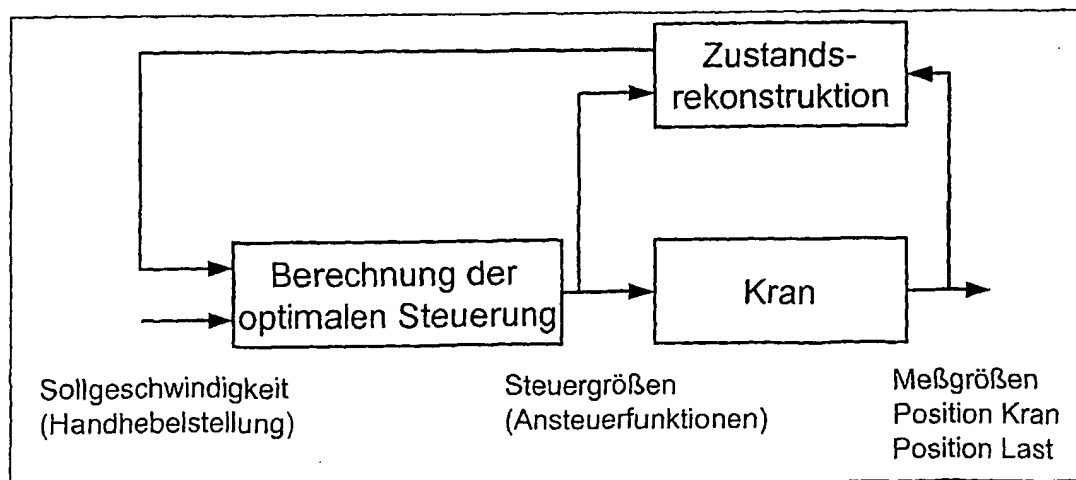 Zustands-
rekonstruktion
Berechnung der
optimalen Steuerung
Kran
Sollgeschwindigkeit
(Handhebelstellung)
Steuergrößen
(Ansteuerfunktionen)
Meßgrößen
Position Kran
Position Last